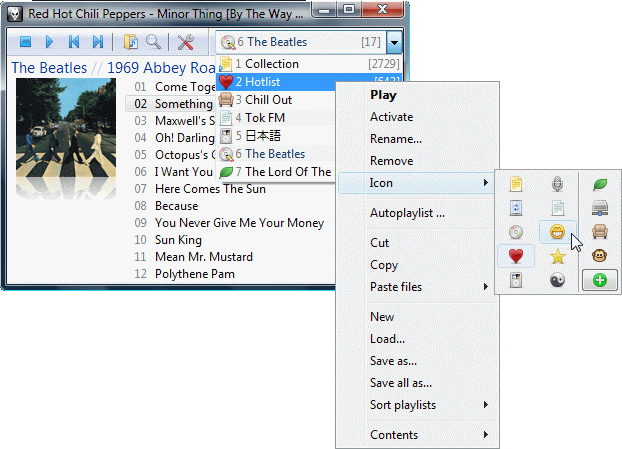 Red Hot Chili Peppers - Minor Thing [By The Way ...
6 The Beatles [17]
The Beatles // 1969 Abbey Roa
1 Collection [2729]
2 Hotlist
3 Chill Out
4 Tok FM
5 日本語
6 The Beatles
7 The Lord Of The
01 Come Toge
02 Something
03 Maxwell's S
04 Oh! Darling
05 Octopus's G
06 I Want You
07 Here Comes The Sun
08 Because
09 You Never Give Me Your Money
10 Sun King
11 Mean Mr. Mustard
12 Polythene Pam
Play
Activate
Rename...
Remove
Icon
Autoplaylist ...
Cut
Copy
Paste files
New
Load...
Save as...
Save all as...
Sort playlists
Contents